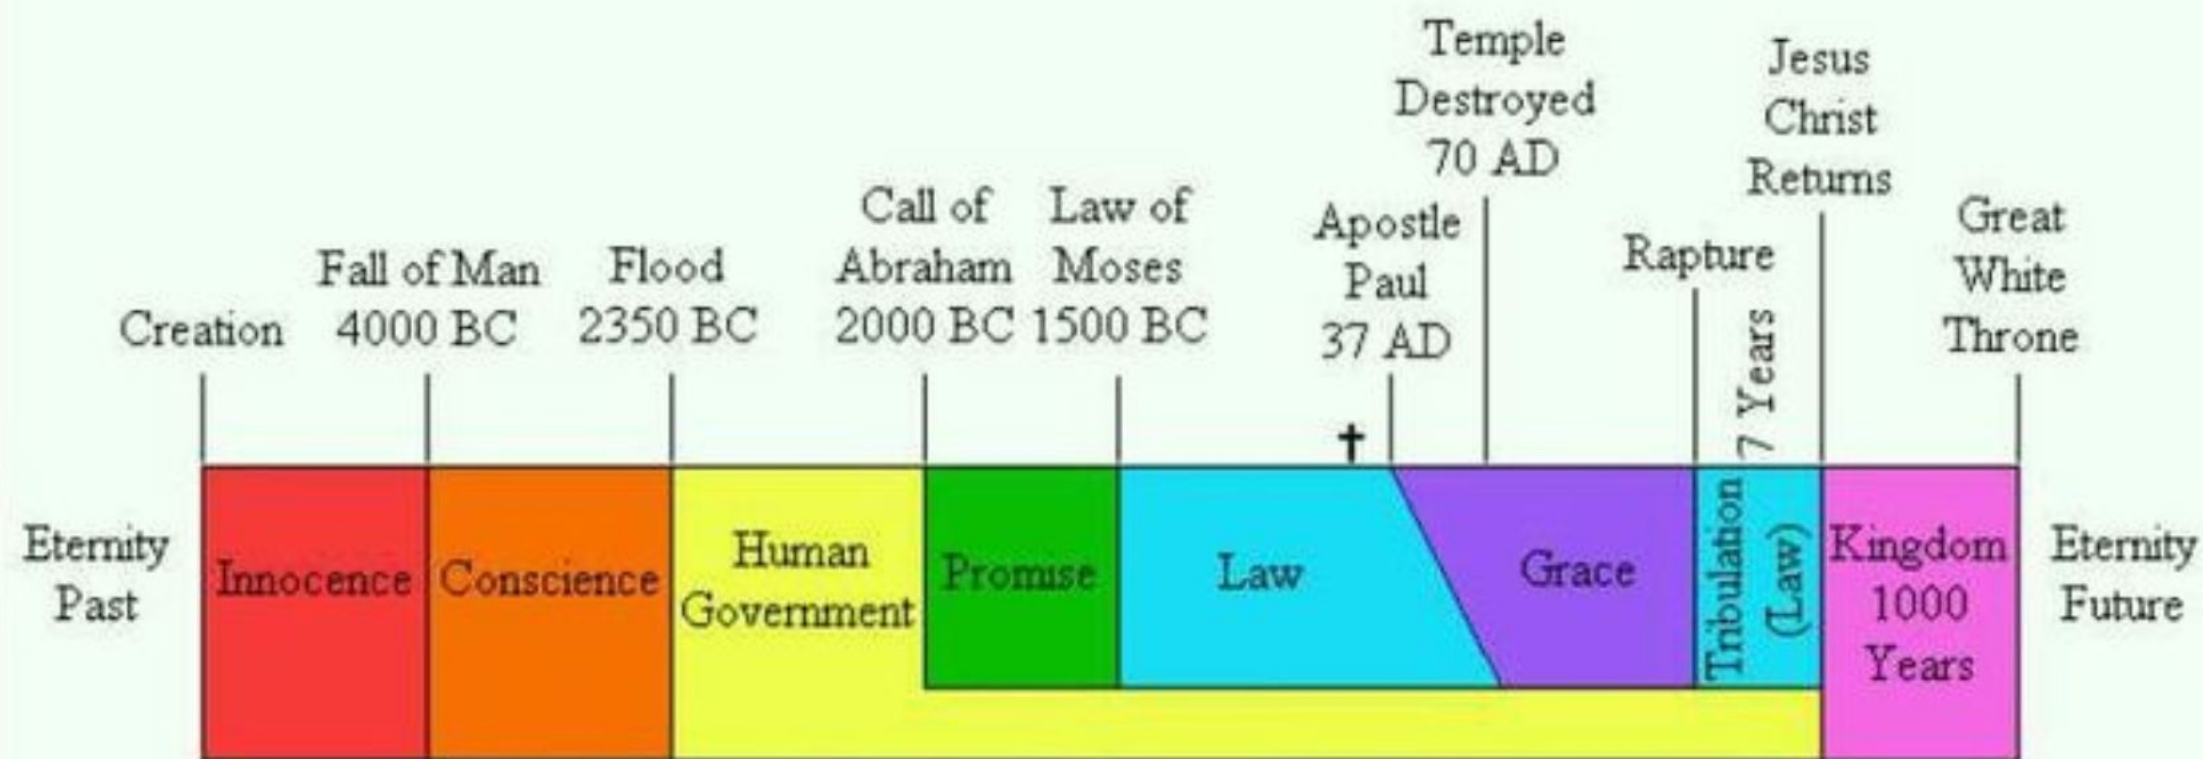 Temple
Destroyed
70 AD
Jesus
Christ
Returns
Call of
Abraham
2000 BC
Law of
Moses
1500 BC
Apostle
Paul
37 AD
Rapture
Great
White
Throne
Creation
Fall of Man
4000 BC
Flood
2350 BC
7 Years
Eternity
Past
Innocence
Conscience
Human
Government
Promise
Law
Grace
Tribulation
(Law)
Kingdom
1000
Years
Eternity
Future